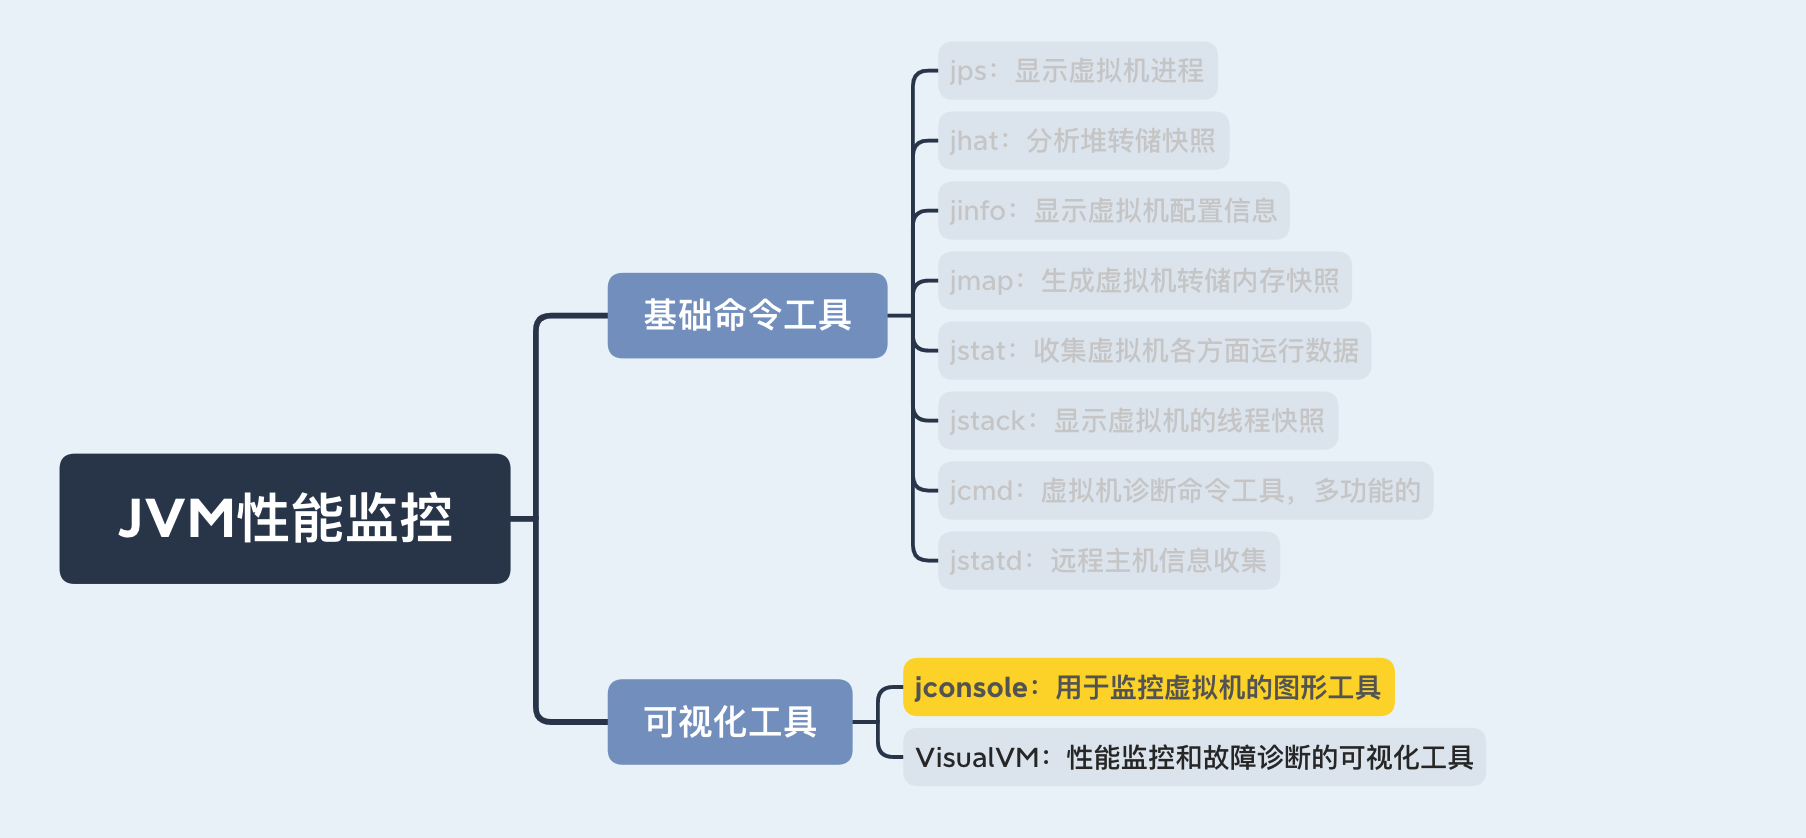 JVM性能监控
基础命令工具
jps：显示虚拟机进程
jhat：分析堆转储快照
jinfo：显示虚拟机配置信息
jmap：生成虚拟机转储内存快照
jstat：收集虚拟机各方面运行数据
jstack：显示虚拟机的线程快照
jcmd：虚拟机诊断命令工具，多功能的
jstatd：远程主机信息收集
可视化工具
jconsole：用于监控虚拟机的图形工具
VisualVM：性能监控和故障诊断的可视化工具